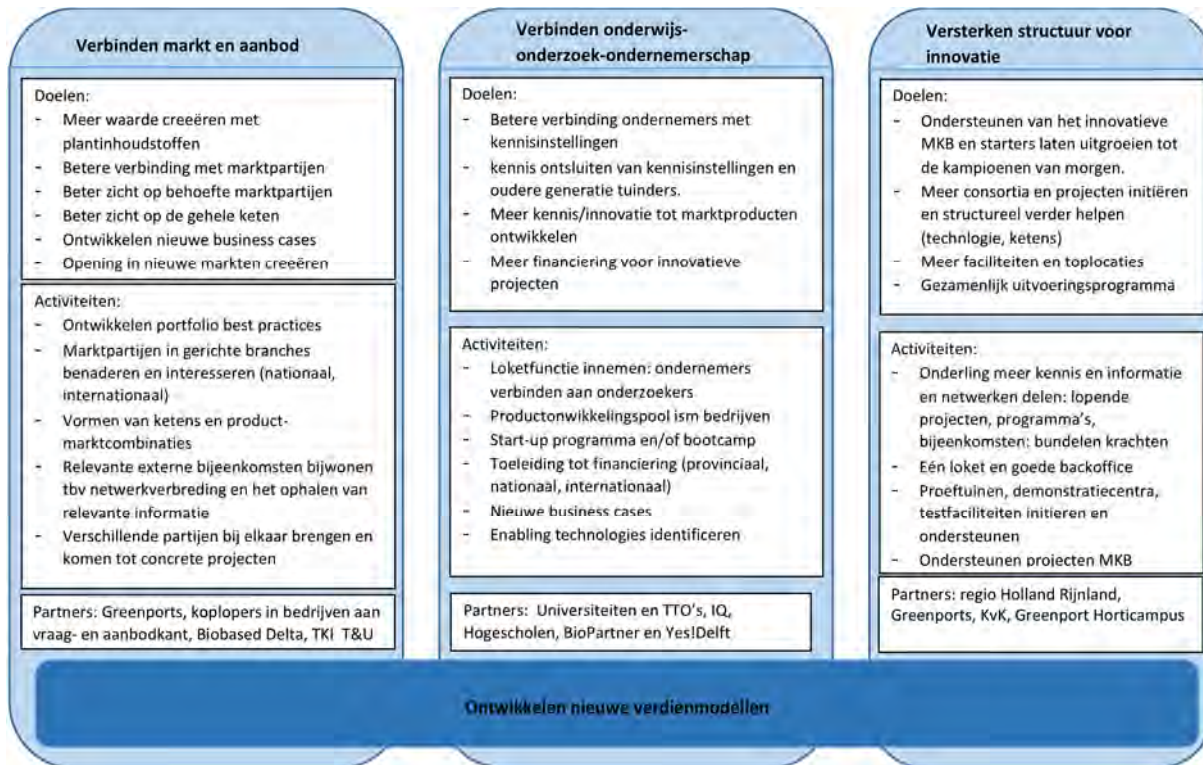 Verbinden markt en aanbod
Doelen:
- Meer waarde creeëren met
plantinhoudstoffen
- Betere verbinding met marktpartijen
- Beter zicht op behoefte marktpartijen
- Beter zicht op de gehele keten
- Ontwikkelen nieuwe business cases
- Opening in nieuwe markten creeëren
Activiteiten:
- Ontwikkelen portfolio best practices
- Marktpartijen in gerichte branches
benaderen en interesseren (nationaal,
internationaal)
- Vormen van ketens en product-
marktcombinaties
- Relevante externe bijeenkomsten bijwonen
tbv netwerkverbreding en het ophalen van
relevante informatie
- Verschillende partijen bij elkaar brengen en
komen tot concrete projecten
Partners: Greenports, koplopers in bedrijven aan
vraag- en aanbodkant, Biobased Delta, TKI T&U
Verbinden onderwijs-
onderzoek-ondernemerschap
Doelen:
- Betere verbinding ondernemers met
kennisinstellingen
- kennis ontsluiten van kennisinstellingen en
oudere generatie tuinders.
- Meer kennis/innovatie tot marktproducten
ontwikkelen
- Meer financiering voor innovatieve
projecten
Activiteiten:
- Loketfunctie innemen: ondernemers
verbinden aan onderzoekers
- Productonwikkelingspool ism bedrijven
- Start-up programma en/of bootcamp
- Toeleiding tot financiering (provinciaal,
nationaal, internationaal)
- Nieuwe business cases
- Enabling technologies identificeren
Partners: Universiteiten en TTO's, IQ,
Hogescholen, BioPartner en Yes!Delft
Versterken structuur voor
innovatie
Doelen:
- Ondersteunen van het innovatieve
MKB en starters laten uitgroeien tot
de kampioenen van morgen.
- Meer consortia en projecten initiëren
en structureel verder helpen
(technlogie, ketens)
- Meer faciliteiten en toplocaties
- Gezamenlijk uitvoeringsprogramma
Activiteiten:
- Onderling meer kennis en informatie
en netwerken delen: lopende
projecten, programma's,
bijeenkomsten: bundelen krachten
- Eén loket en goede backoffice
- Proeftuinen, demonstratiecentra,
testfaciliteiten initieren en
ondersteunen
- Ondersteunen projecten MKB
Partners: regio Holland Rijnland,
Greenports, KvK, Greenport Horticampus
Ontwikkelen nieuwe verdienmodellen